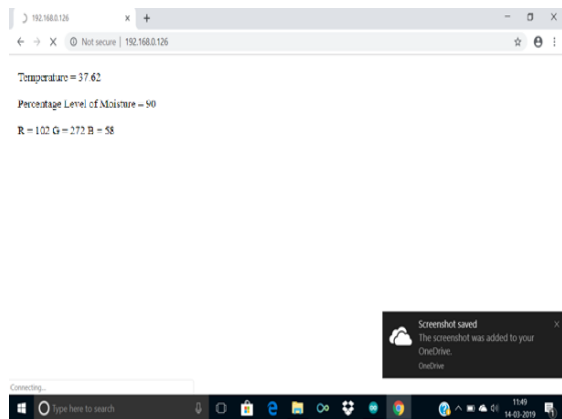 192.168.0.126
Not secure | 192.168.0.126
Temperature = 37.62
Percentage Level of Moisture = 90
R = 102 G = 272 B = 58
Screenshot saved
The screenshot was added to your
OneDrive.
OneDrive
Connecting...
Type here to search
11:49
14-03-2019